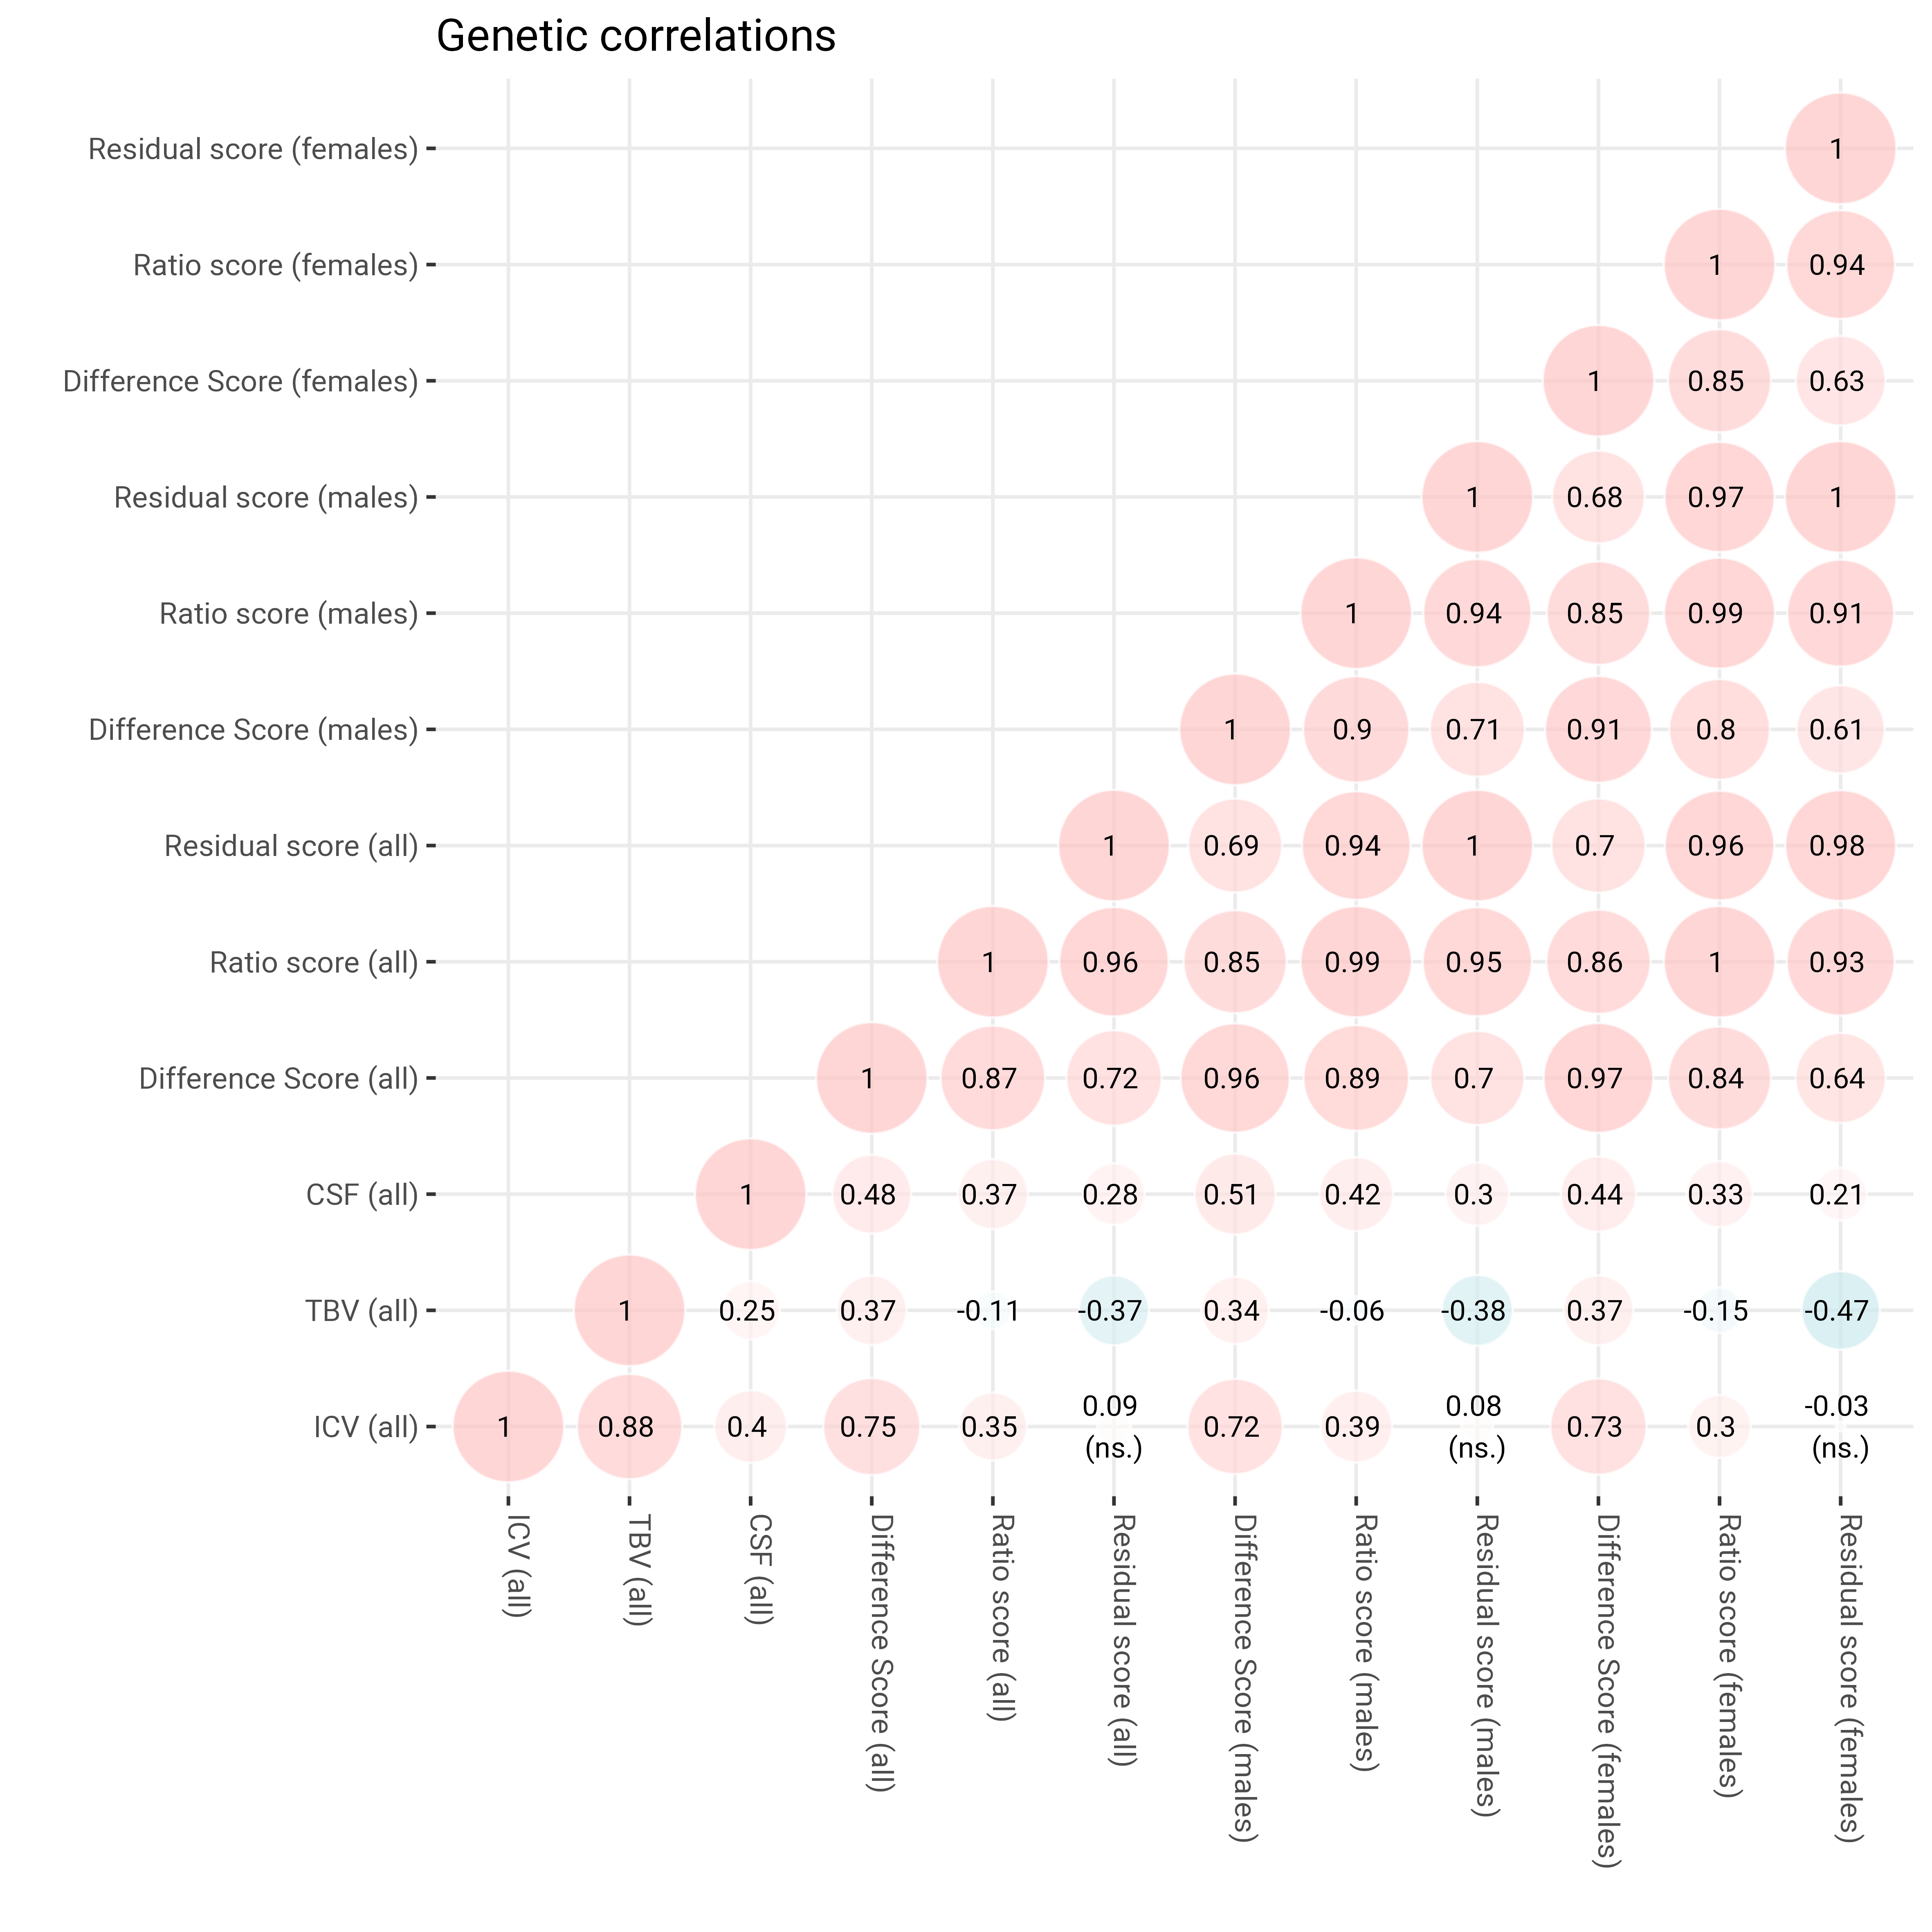 Genetic correlations
Residual score (females) 1
Ratio score (females) 1 0.94
Difference Score (females) 1 0.85 0.63
Residual score (males) 1 0.68 0.97 1
Ratio score (males) 1 0.94 0.85 0.99 0.91
Difference Score (males) 1 0.9 0.71 0.91 0.8 0.61
Residual score (all) 1 0.69 0.94 1 0.7 0.96 0.98
Ratio score (all) 1 0.96 0.85 0.99 0.95 0.86 1 0.93
Difference Score (all) 1 0.87 0.72 0.96 0.89 0.7 0.97 0.84 0.64
CSF (all) 1 0.48 0.37 0.28 0.51 0.42 0.3 0.44 0.33 0.21
TBV (all) 1 0.25 0.37 -0.11 -0.37 0.34 -0.06 -0.38 0.37 -0.15 -0.47
ICV (all) 1 0.88 0.4 0.75 0.35 0.09 (ns.) 0.72 0.39 0.08 (ns.) 0.73 0.3 -0.03 (ns.)
ICV (all)
TBV (all)
CSF (all)
Difference Score (all)
Ratio score (all)
Residual score (all)
Difference Score (males)
Ratio score (males)
Residual score (males)
Difference Score (females)
Ratio score (females)
Residual score (females)